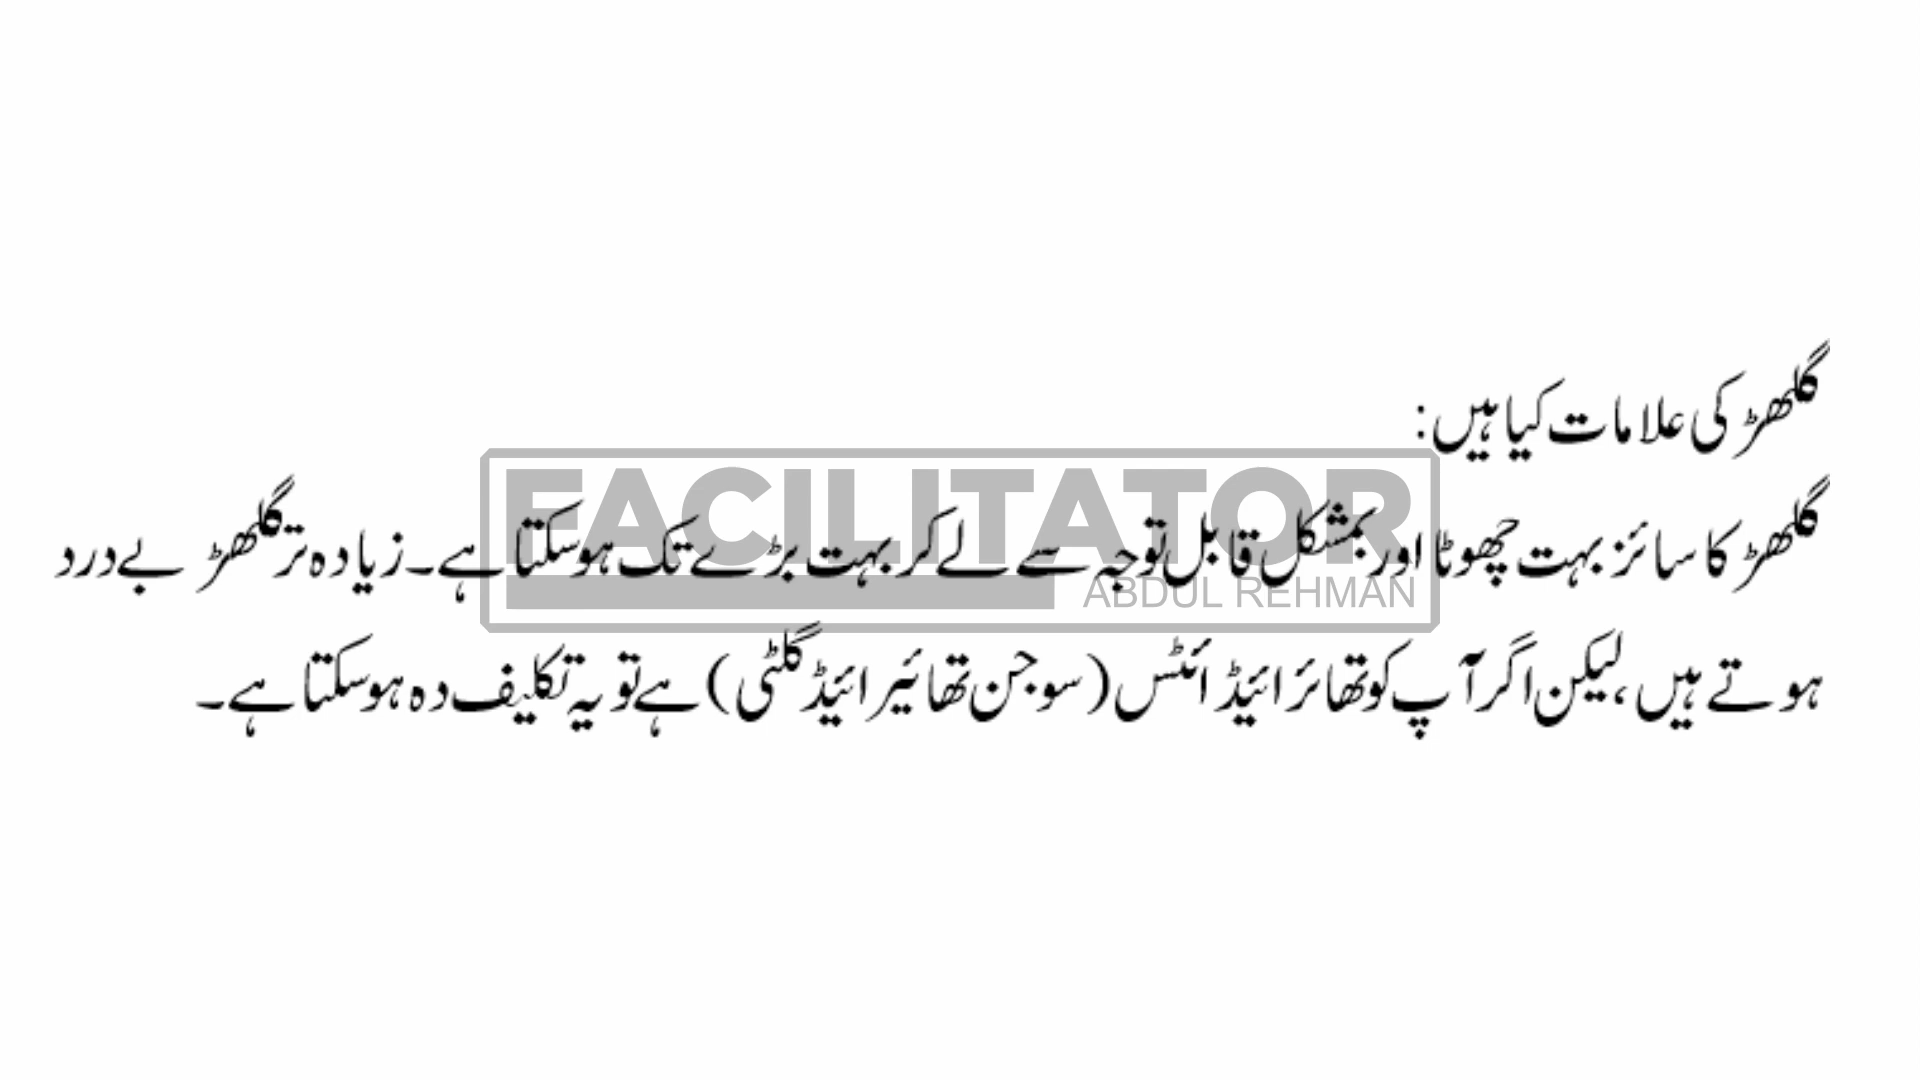 گلھڑ کی علامات کیا ہیں:
گلھڑ کا سائز بہت چھوٹا اور بمشکل قابل توجہ سے لے کر بہت بڑے تک ہوسکتا ہے۔ زیادہ تر گلھڑ بے درد
ہوتے ہیں، لیکن اگر آپ کو تھائرائیڈ ائٹس (سوجن تھائیرائیڈ گلٹی) ہے تو یہ تکلیف دہ ہوسکتا ہے۔
FACILITATOR
ABDUL REHMAN